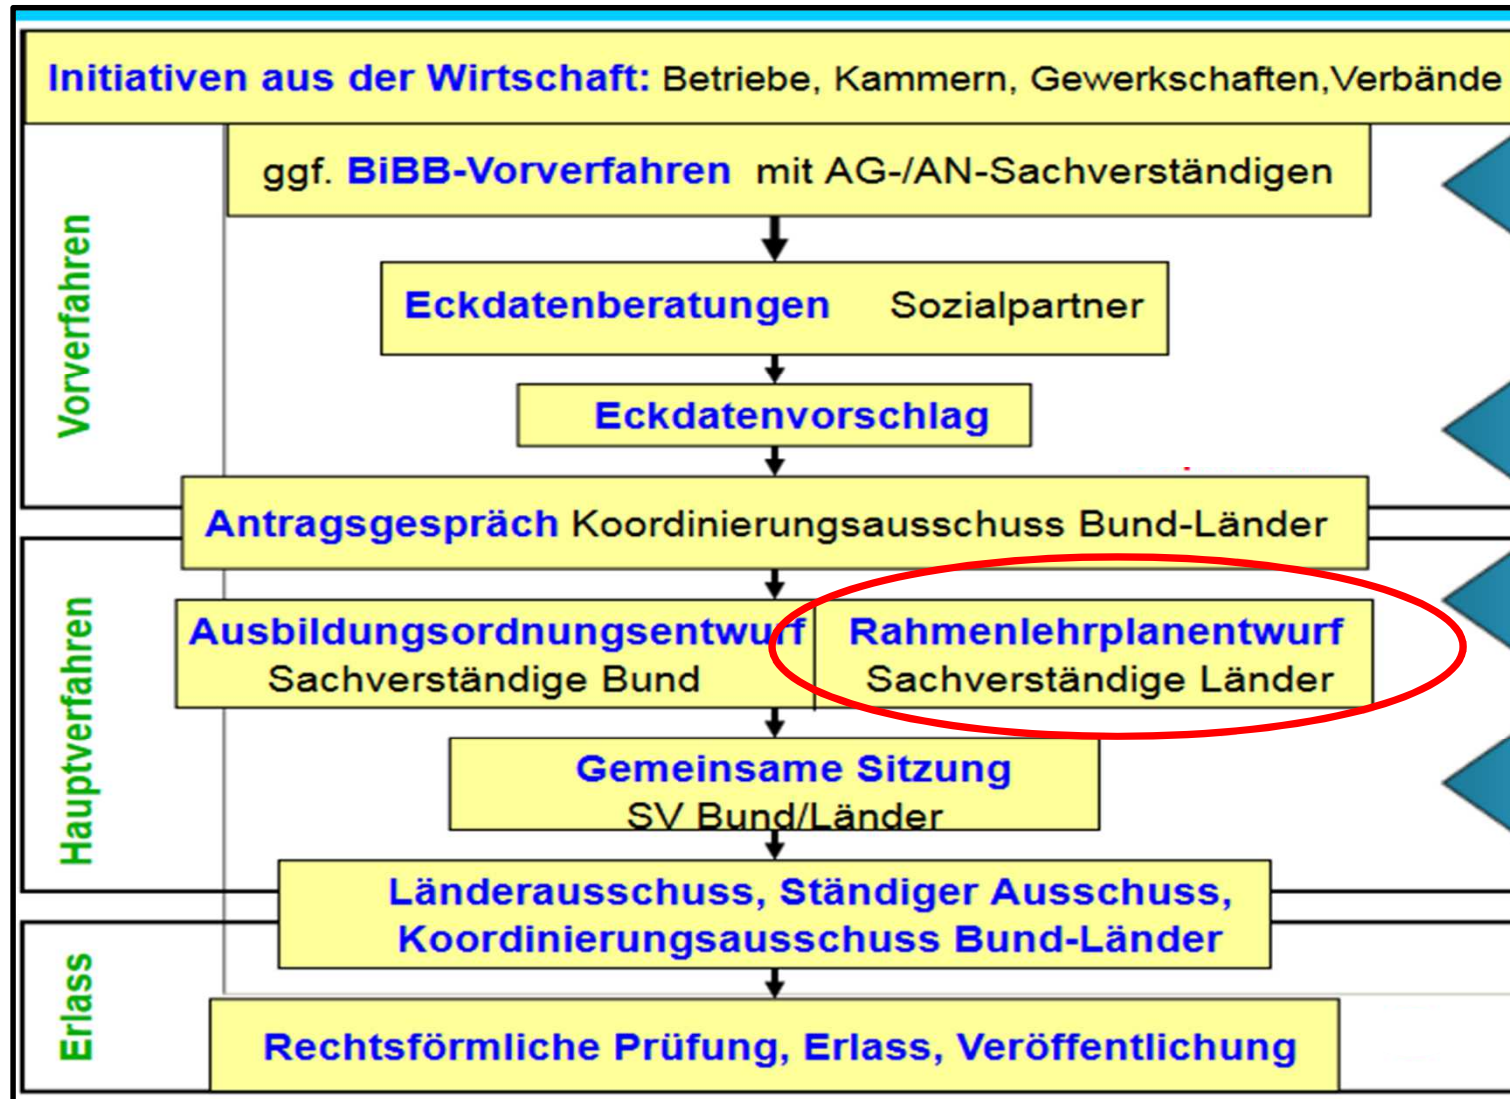 Initiativen aus der Wirtschaft: Betriebe, Kammern, Gewerkschaften,Verbände
Vorverfahren
ggf. BiBB-Vorverfahren mit AG-/AN-Sachverständigen
Eckdatenberatungen Sozialpartner
Eckdatenvorschlag
Antragsgespräch Koordinierungsausschuss Bund-Länder
Hauptverfahren
Ausbildungsordnungsentwurf
Sachverständige Bund
Rahmenlehrplanentwurf
Sachverständige Länder
Gemeinsame Sitzung
SV Bund/Länder
Länderausschuss, Ständiger Ausschuss,
Koordinierungsausschuss Bund-Länder
Erlass
Rechtsförmliche Prüfung, Erlass, Veröffentlichung